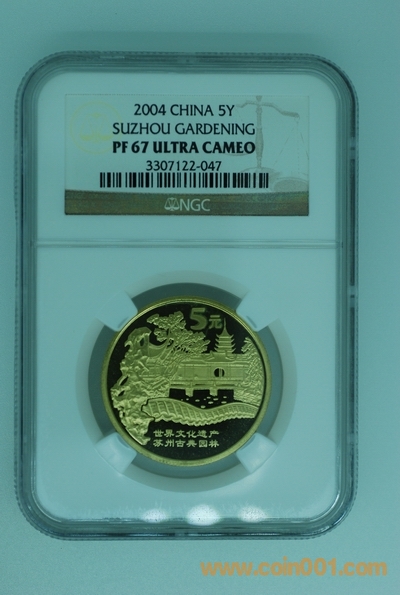 2004 CHINA 5Y
SUZHOU GARDENING
PF 67 ULTRA CAMEO
3307122-047
NGC
5元
世界文化遗产
苏州古典园林
www.coin001.com